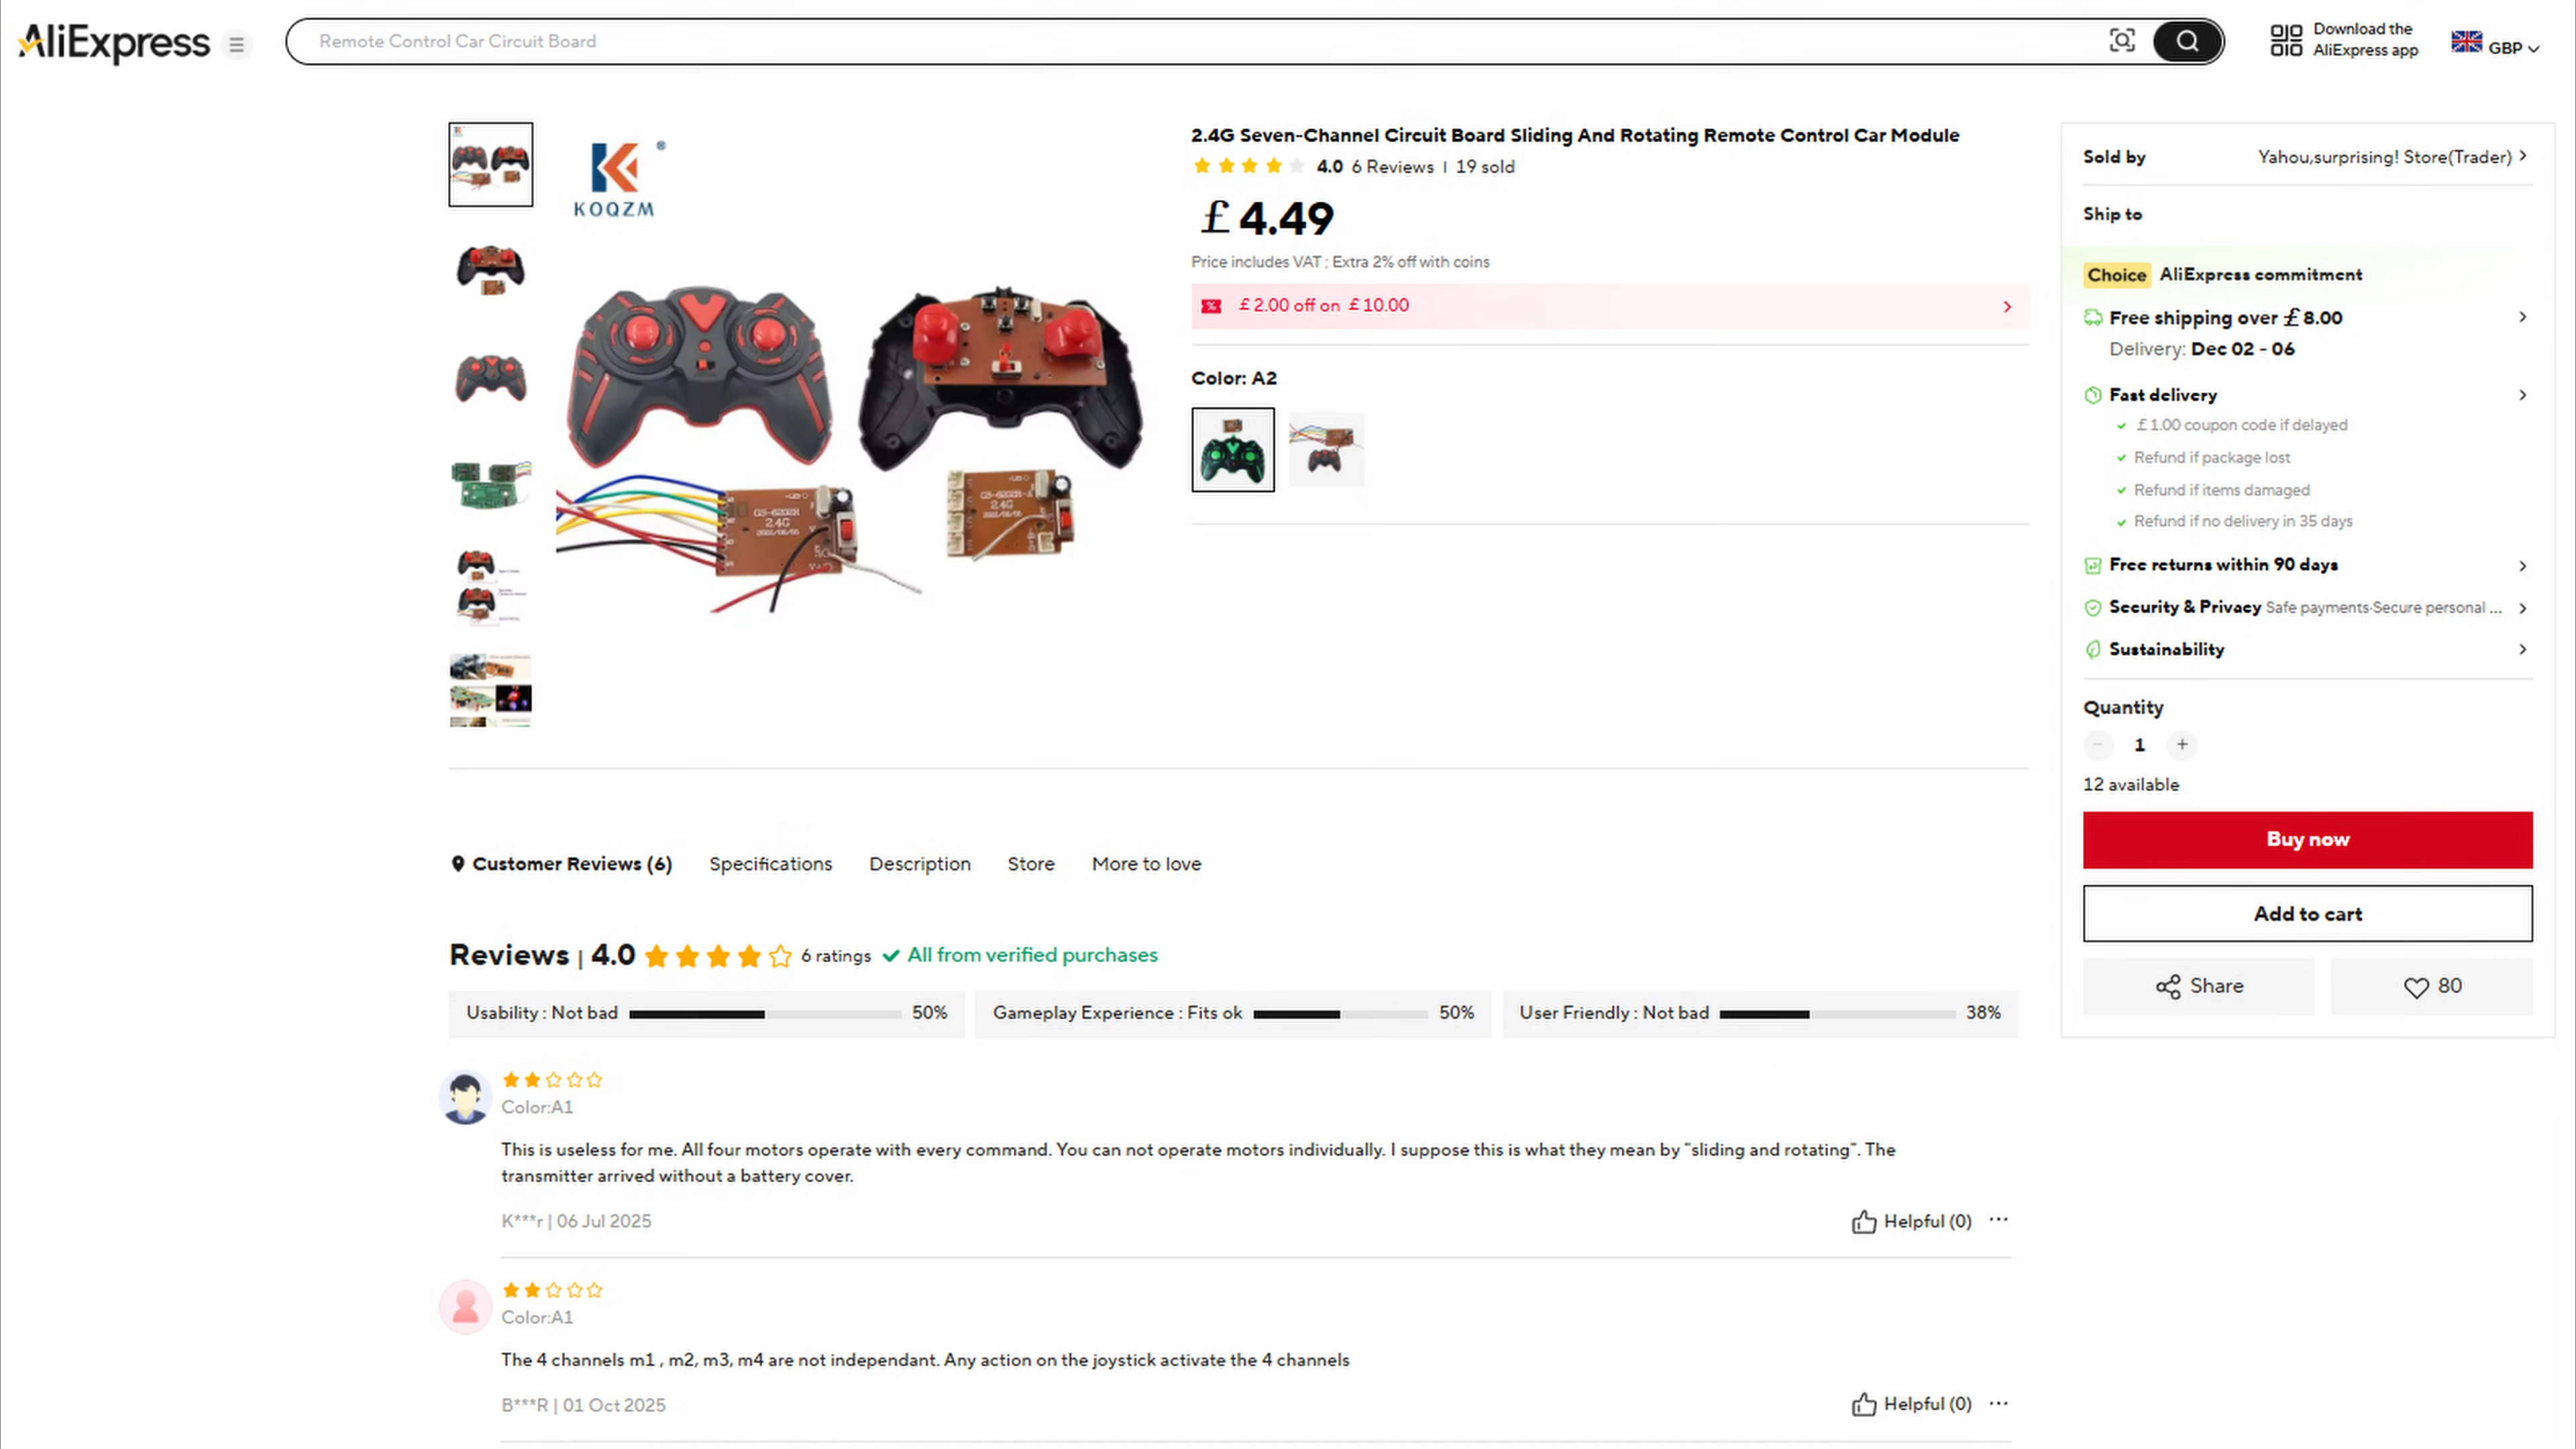 AliExpress
Remote Control Car Circuit Board
Download the
AliExpress app
GBP
KOQZM
®
GS-6202R
2.4G
GS-6202R-A
2.4G
2.4G Seven-Channel Circuit Board Sliding And Rotating Remote Control Car Module
4.0 6 Reviews | 19 sold
£4.49
Price includes VAT ; Extra 2% off with coins
£2.00 off on £10.00
Color: A2
Sold by Yahou,surprising! Store(Trader)
Ship to
Choice AliExpress commitment
Free shipping over £8.00
Delivery: Dec 02 - 06
Fast delivery
£1.00 coupon code if delayed
Refund if package lost
Refund if items damaged
Refund if no delivery in 35 days
Free returns within 90 days
Security & Privacy Safe payments·Secure personal ...
Sustainability
Quantity
1
12 available
Buy now
Add to cart
Share
80
Customer Reviews (6) Specifications Description Store More to love
Reviews | 4.0 6 ratings All from verified purchases
Usability : Not bad 50%
Gameplay Experience : Fits ok 50%
User Friendly : Not bad 38%
Color:A1
This is useless for me. All four motors operate with every command. You can not operate motors individually. I suppose this is what they mean by "sliding and rotating". The
transmitter arrived without a battery cover.
K***r | 06 Jul 2025
Helpful (0) ...
Color:A1
The 4 channels m1 , m2, m3, m4 are not independant. Any action on the joystick activate the 4 channels
B***R | 01 Oct 2025
Helpful (0) ...